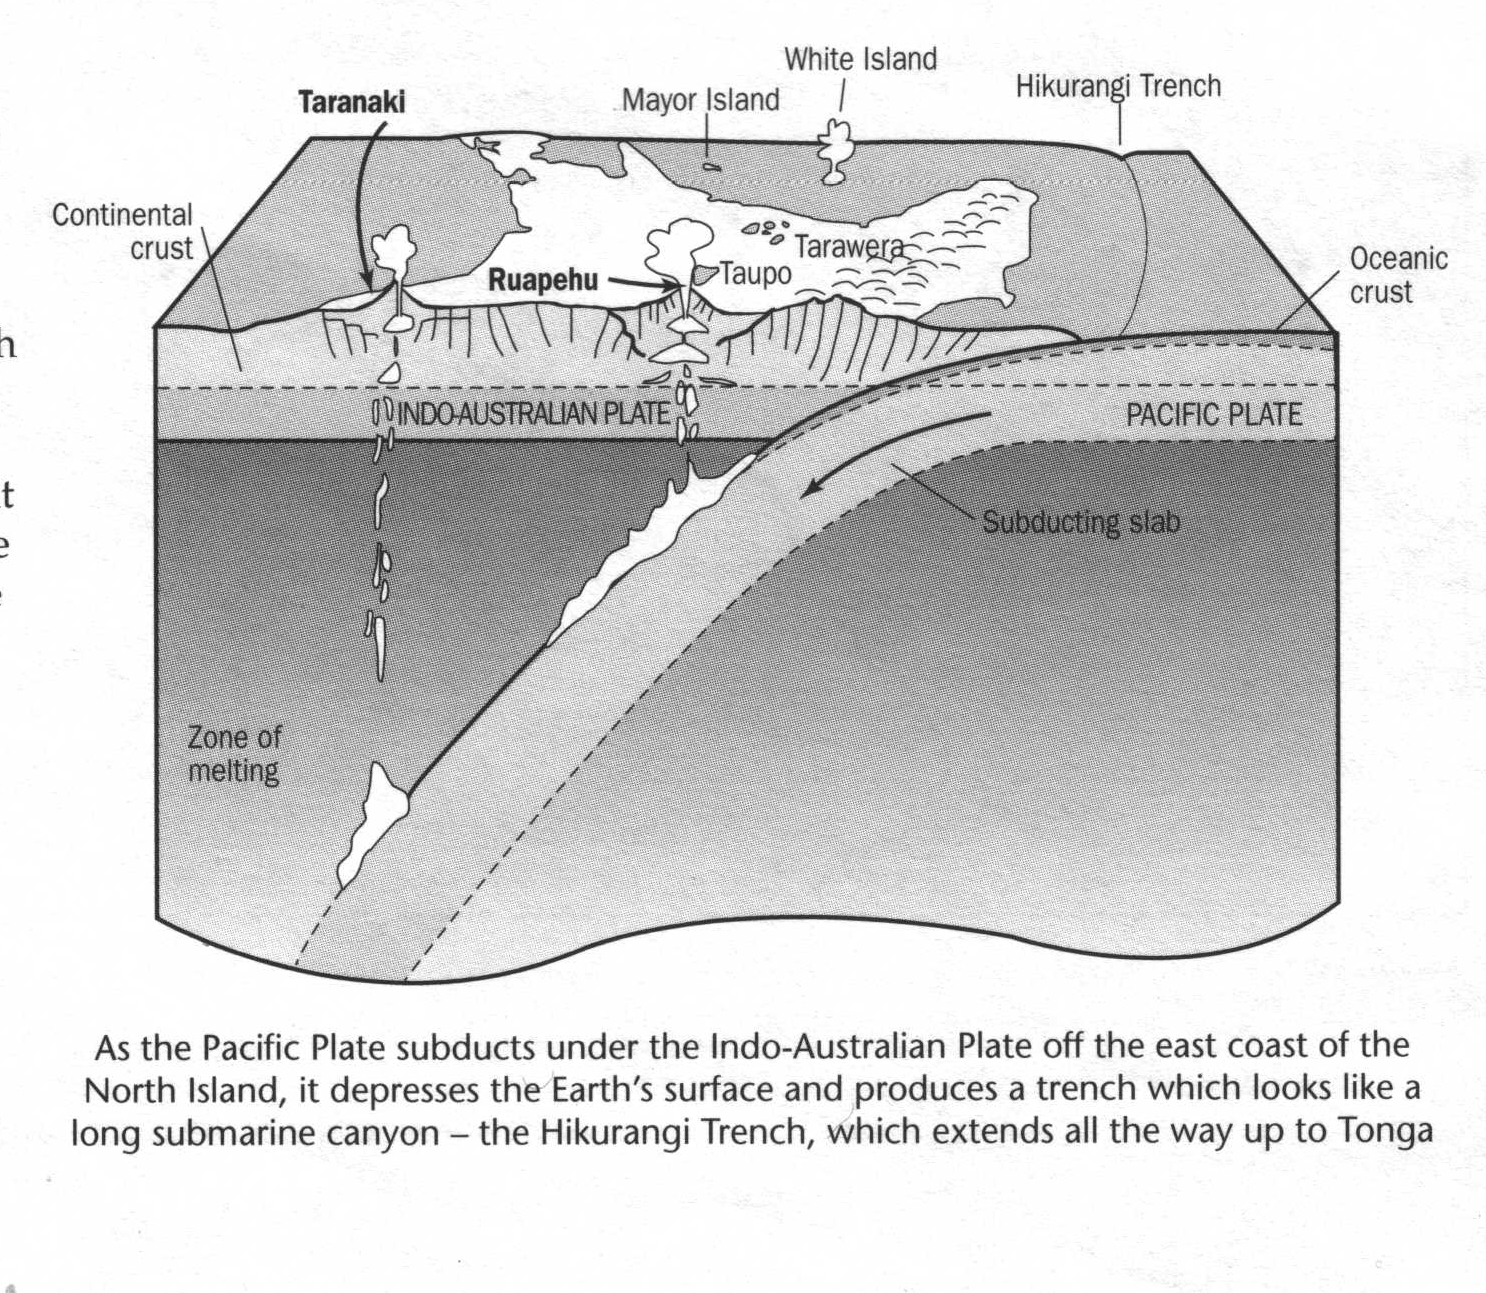 White Island
Hikurangi Trench
Taranaki
Mayor Island
Continental
crust
Tarawera
Oceanic
crust
Ruapehu
Taupo
h
INDO-AUSTRALIAN PLATE
PACIFIC PLATE
t
Subducting slab
e
Zone of
melting
As the Pacific Plate subducts under the Indo-Australian Plate off the east coast of the
North Island, it depresses the Earth's surface and produces a trench which looks like a
long submarine canyon – the Hikurangi Trench, which extends all the way up to Tonga